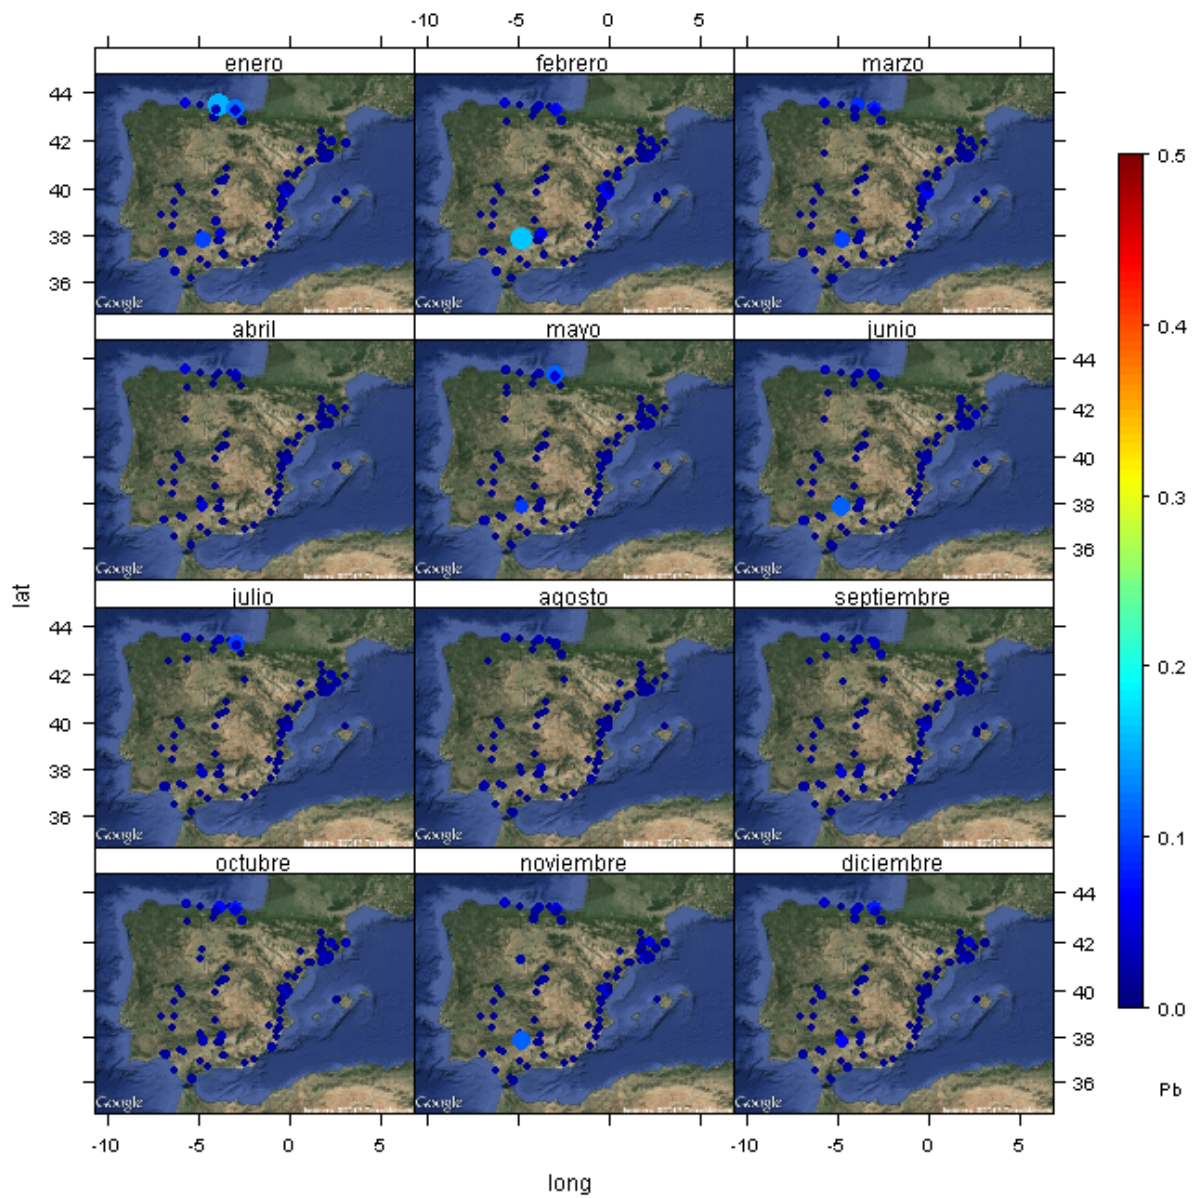 -10 -5 0 5
enero febrero marzo
44
42
40
38
36
Google Google Google
abril mayo junio
44
42
40
38
36
Google Google Google
lat
julio agosto septiembre
44
42
40
38
36
Google Google Google
octubre noviembre diciembre
44
42
40
38
36
Google Google Google
-10 -5 0 5 -10 -5 0 5
long
0.5
0.4
0.3
0.2
0.1
0.0
Pb